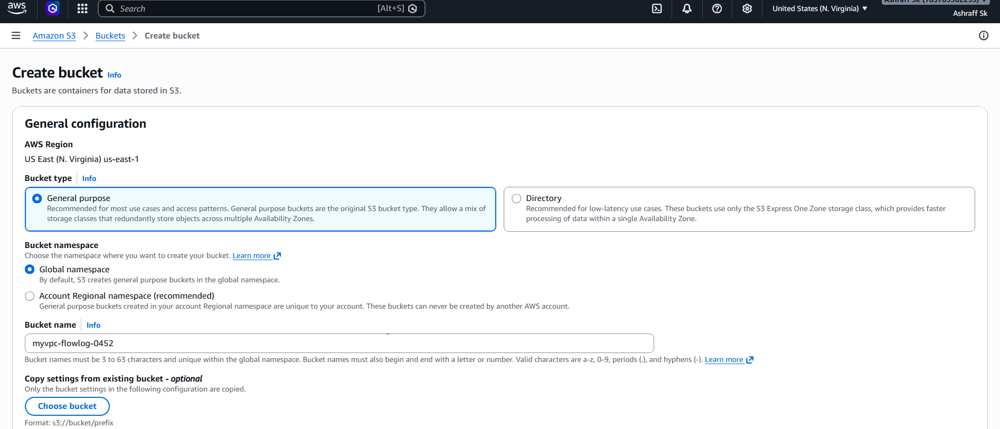 aws
Search [Alt+S]
United States (N. Virginia) ▼
Ashraff Sk
Amazon S3 > Buckets > Create bucket
Create bucket Info
Buckets are containers for data stored in S3.
General configuration
AWS Region
US East (N. Virginia) us-east-1
Bucket type Info
General purpose
Recommended for most use cases and access patterns. General purpose buckets are the original S3 bucket type. They allow a mix of
storage classes that redundantly store objects across multiple Availability Zones.
Directory
Recommended for low-latency use cases. These buckets use only the S3 Express One Zone storage class, which provides faster
processing of data within a single Availability Zone.
Bucket namespace
Choose the namespace where you want to create your bucket. Learn more
Global namespace
By default, S3 creates general purpose buckets in the global namespace.
Account Regional namespace (recommended)
General purpose buckets created in your account Regional namespace are unique to your account. These buckets can never be created by another AWS account.
Bucket name Info
myvpc-flowlog-0452
Bucket names must be 3 to 63 characters and unique within the global namespace. Bucket names must also begin and end with a letter or number. Valid characters are a-z, 0-9, periods (.), and hyphens (-). Learn more
Copy settings from existing bucket - optional
Only the bucket settings in the following configuration are copied.
Choose bucket
Format: s3://bucket/prefix